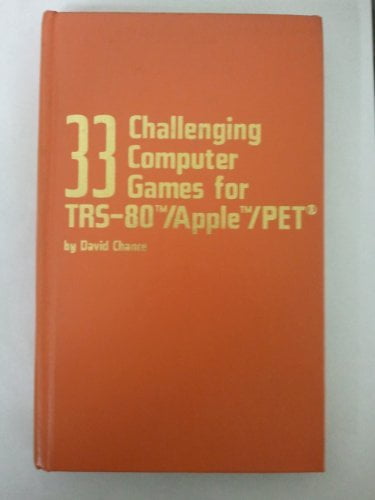 33 Challenging
Computer
Games for
TRS-80™/Apple™/PET®
by David Chance